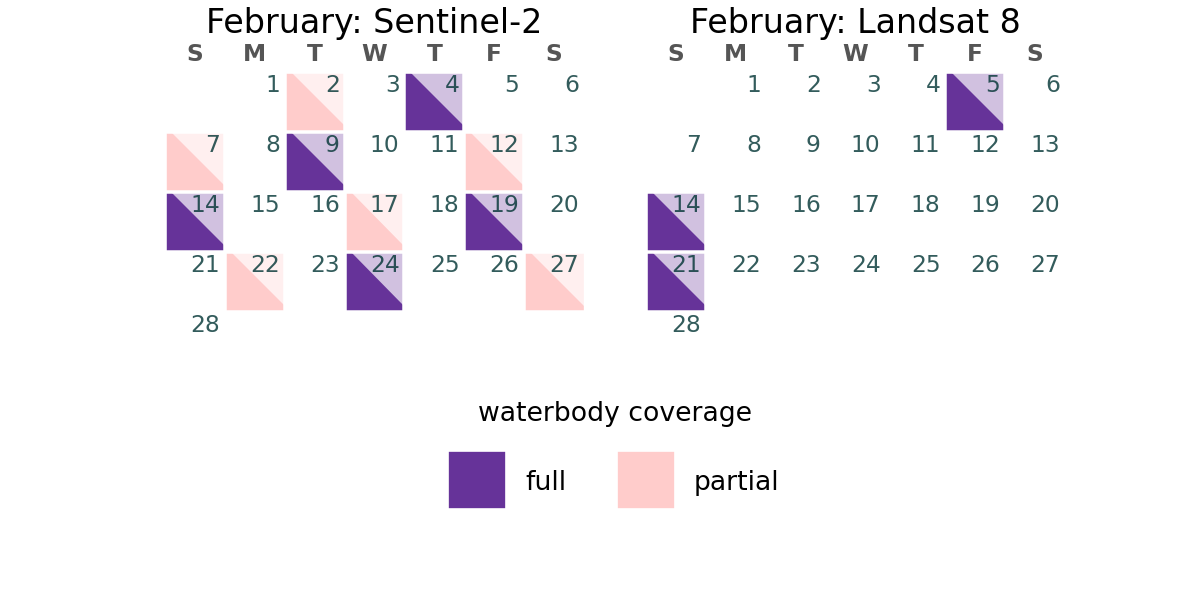 February: Sentinel-2
S M T W T F S
1 2 3 4 5 6
7 8 9 10 11 12 13
14 15 16 17 18 19 20
21 22 23 24 25 26 27
28
February: Landsat 8
S M T W T F S
1 2 3 4 5 6
7 8 9 10 11 12 13
14 15 16 17 18 19 20
21 22 23 24 25 26 27
28
waterbody coverage
full
partial